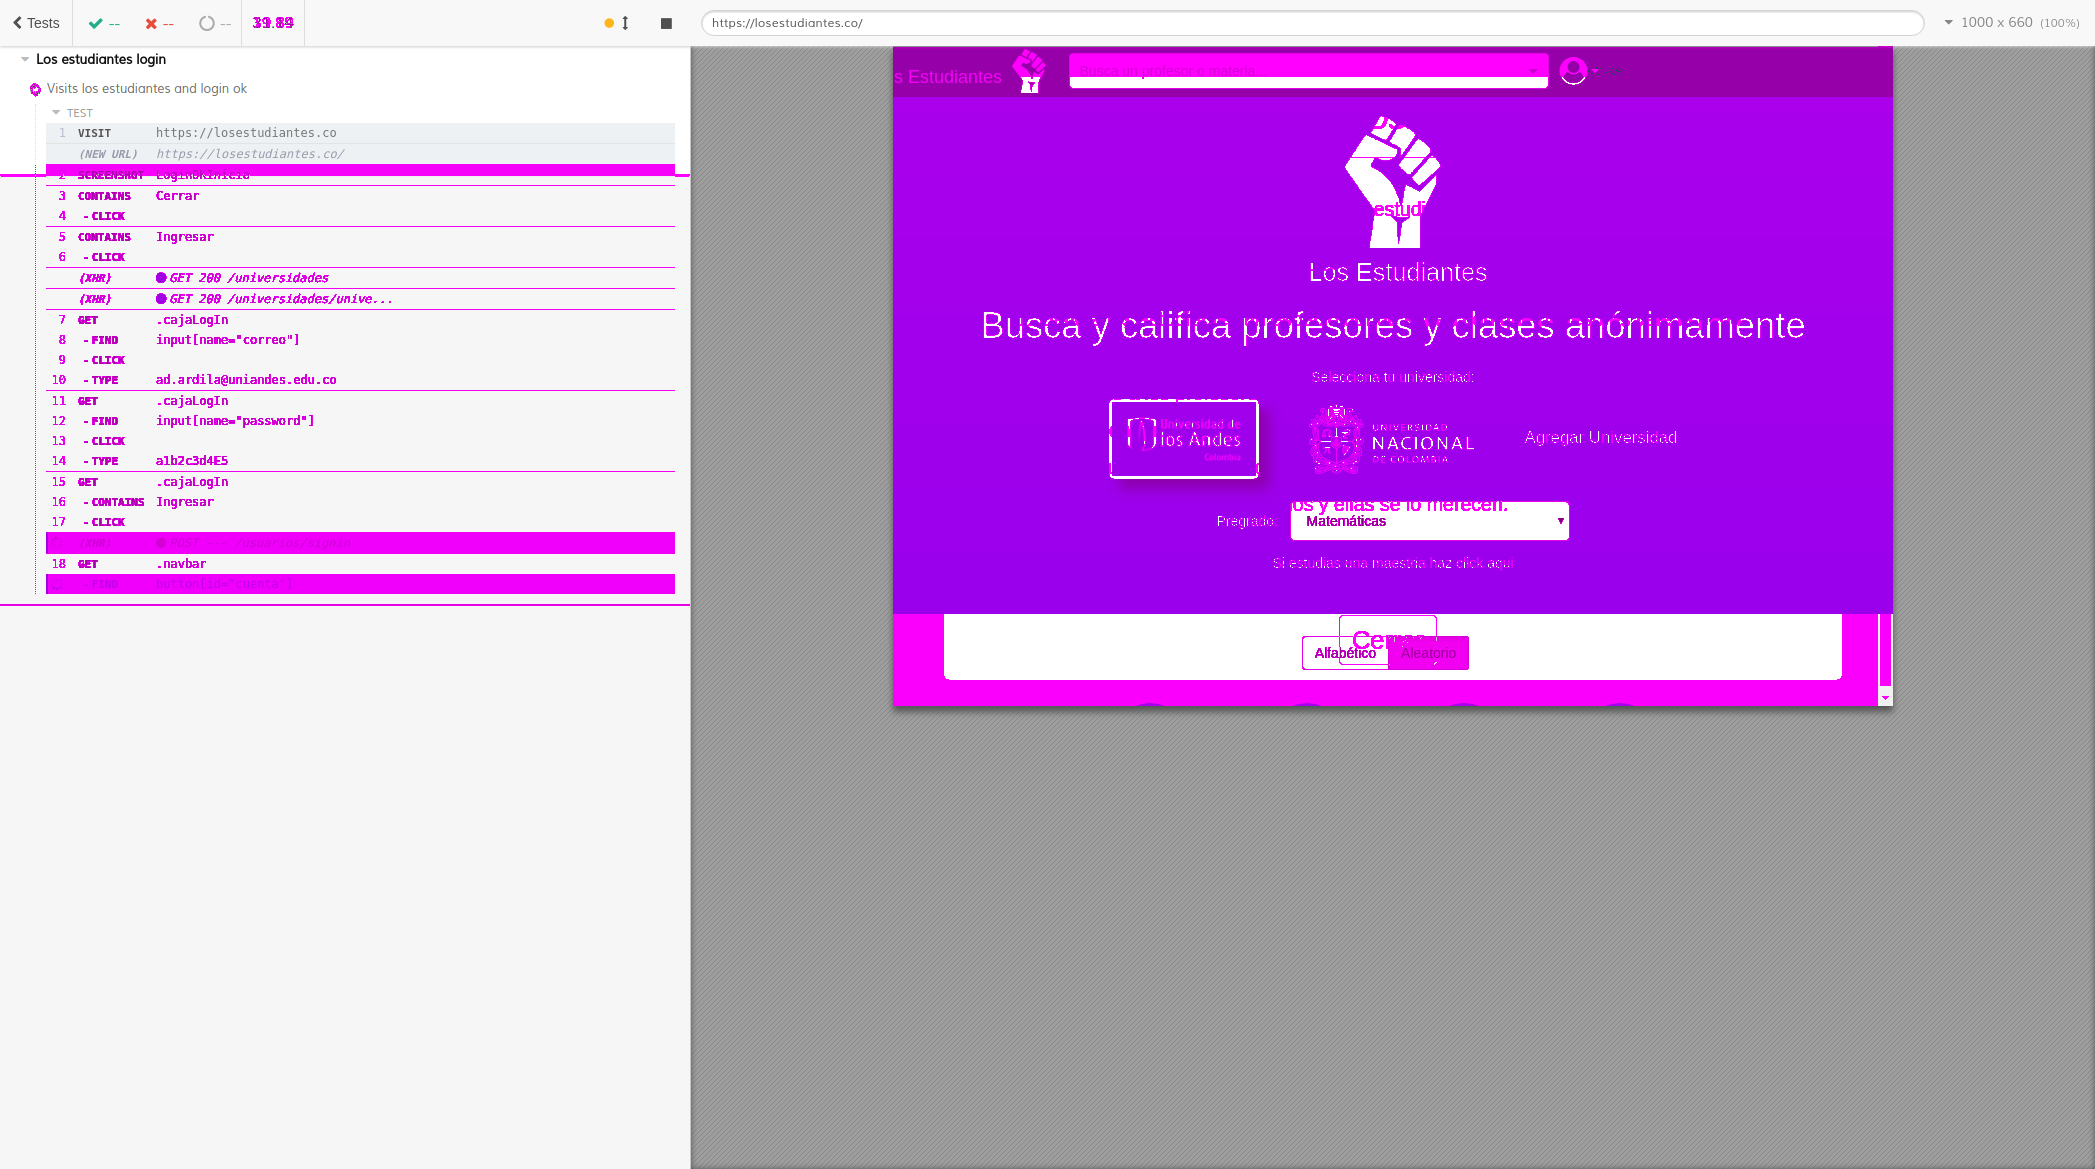 Tests
--
--
--
https://losestudiantes.co/
1000 x 660 (100%)
Los estudiantes login
Visits los estudiantes and login ok
TEST
1 VISIT https://losestudiantes.co
(NEW URL) https://losestudiantes.co/
2 SCREENSHOT LoginOKInicia
3 CONTAINS Cerrar
4 - CLICK
5 CONTAINS Ingresar
6 - CLICK
(XHR) GET 200 /universidades
(XHR) GET 200 /universidades/unive...
7 GET .cajaLogIn
8 - FIND input[name="correo"]
9 - CLICK
10 - TYPE ad.ardila@uniandes.edu.co
11 GET .cajaLogIn
12 - FIND input[name="password"]
13 - CLICK
14 - TYPE a1b2c3d4E5
15 GET .cajaLogIn
16 - CONTAINS Ingresar
17 - CLICK
(XHR) POST --- /usuarios/signin
18 GET .navbar
- FIND button[id="cuenta"]
s Estudiantes
Busca un profesor o materia
estudi
Los Estudiantes
Busca y califica profesores y clases anónimamente
Selecciona tu universidad:
Universidad de
los Andes
Colombia
UNIVERSIDAD
NACIONAL
DE COLOMBIA
Agregar Universidad
os y ellas se lo merecen.
Pregrado:
Matemáticas
Si estudias una maestria haz click aquí.
Alfabético
Aleatorio